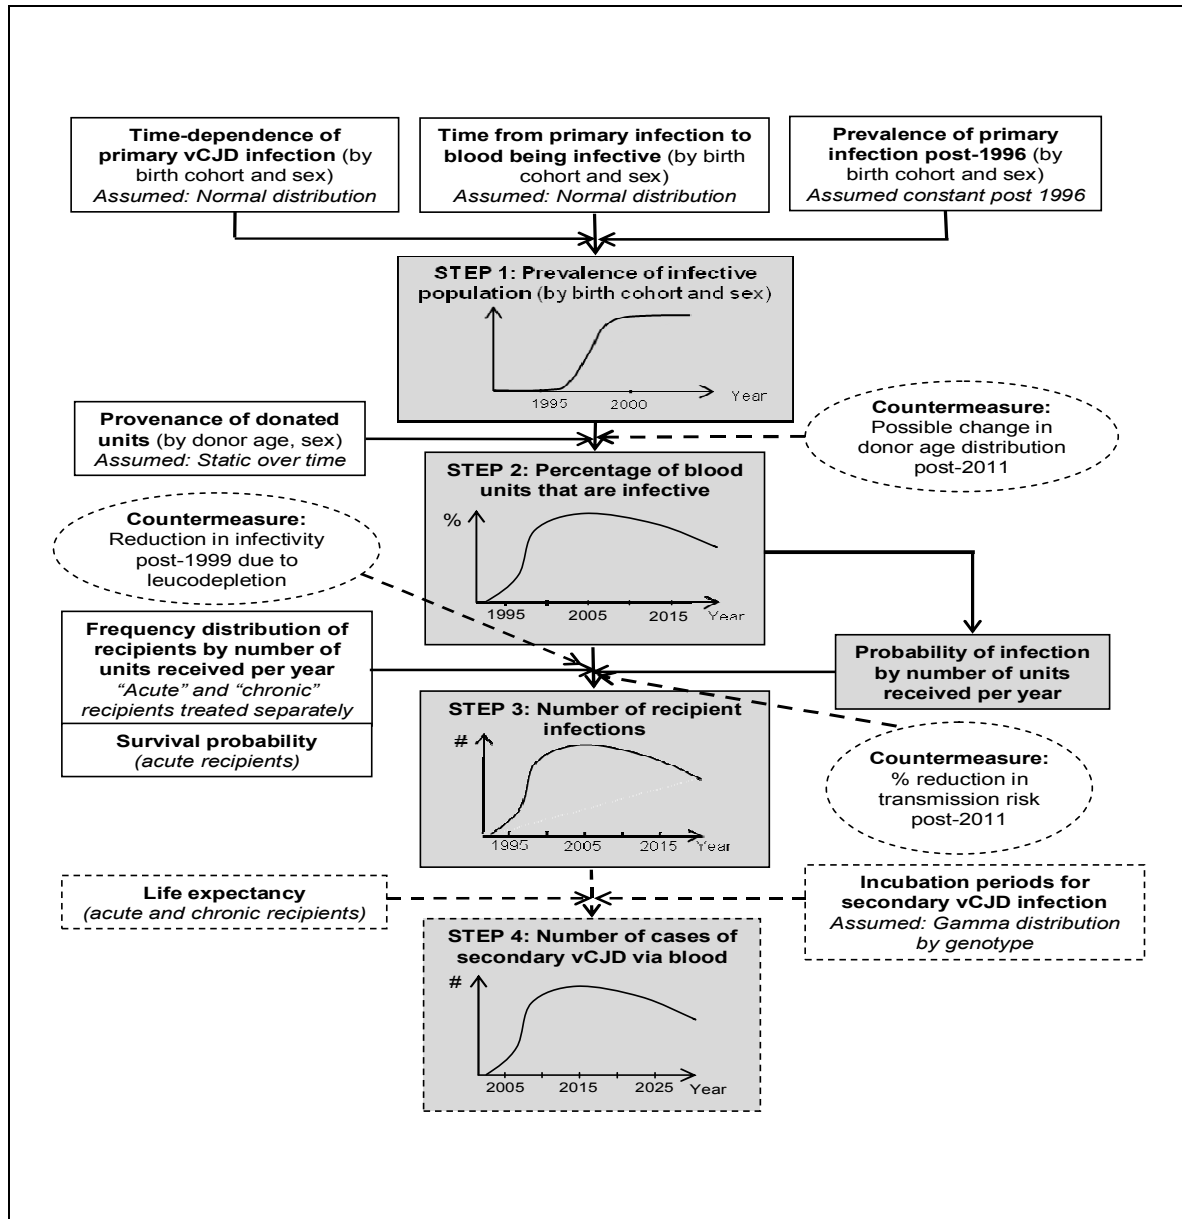 Time-dependence of
primary vCJD infection (by
birth cohort and sex)
Assumed: Normal distribution
Time from primary infection to
blood being infective (by birth
cohort and sex)
Assumed: Normal distribution
Prevalence of primary
infection post-1996 (by
birth cohort and sex)
Assumed constant post 1996
STEP 1: Prevalence of infective
population (by birth cohort and sex)
1995
2000
Year
Provenance of donated
units (by donor age, sex)
Assumed: Static over time
Countermeasure:
Possible change in
donor age distribution
post-2011
STEP 2: Percentage of blood
units that are infective
%
1995
2005
2015
Year
Countermeasure:
Reduction in infectivity
post-1999 due to
leucodepletion
Frequency distribution of
recipients by number of
units received per year
“Acute” and “chronic”
recipients treated separately
Survival probability
(acute recipients)
Probability of infection
by number of units
received per year
STEP 3: Number of recipient
infections
#
1995
2005
2015
Year
Countermeasure:
% reduction in
transmission risk
post-2011
Life expectancy
(acute and chronic recipients)
Incubation periods for
secondary vCJD infection
Assumed: Gamma distribution
by genotype
STEP 4: Number of cases of
secondary vCJD via blood
#
2005
2015
2025
Year